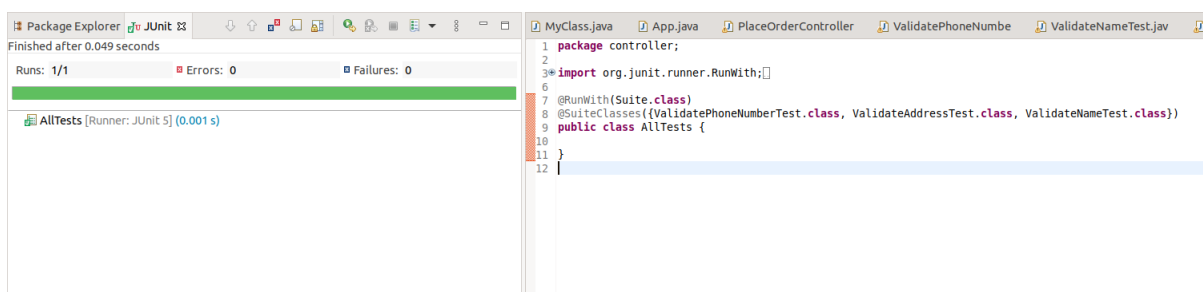 Package Explorer JUnit
Finished after 0.049 seconds
Runs: 1/1 Errors: 0 Failures: 0
AllTests [Runner: JUnit 5] (0.001 s)
MyClass.java App.java PlaceOrderController ValidatePhoneNumbe ValidateNameTest.jav
1 package controller;
2
3 import org.junit.runner.RunWith;
6
7 @RunWith(Suite.class)
8 @SuiteClasses({ValidatePhoneNumberTest.class, ValidateAddressTest.class, ValidateNameTest.class})
9 public class AllTests {
10
11 }
12